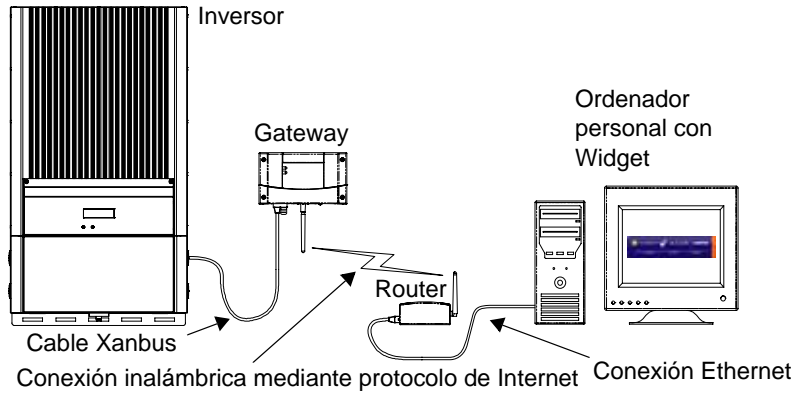 Inversor
Gateway
Ordenador
personal con
Widget
Router
Cable Xanbus
Conexión inalámbrica mediante protocolo de Internet
Conexión Ethernet